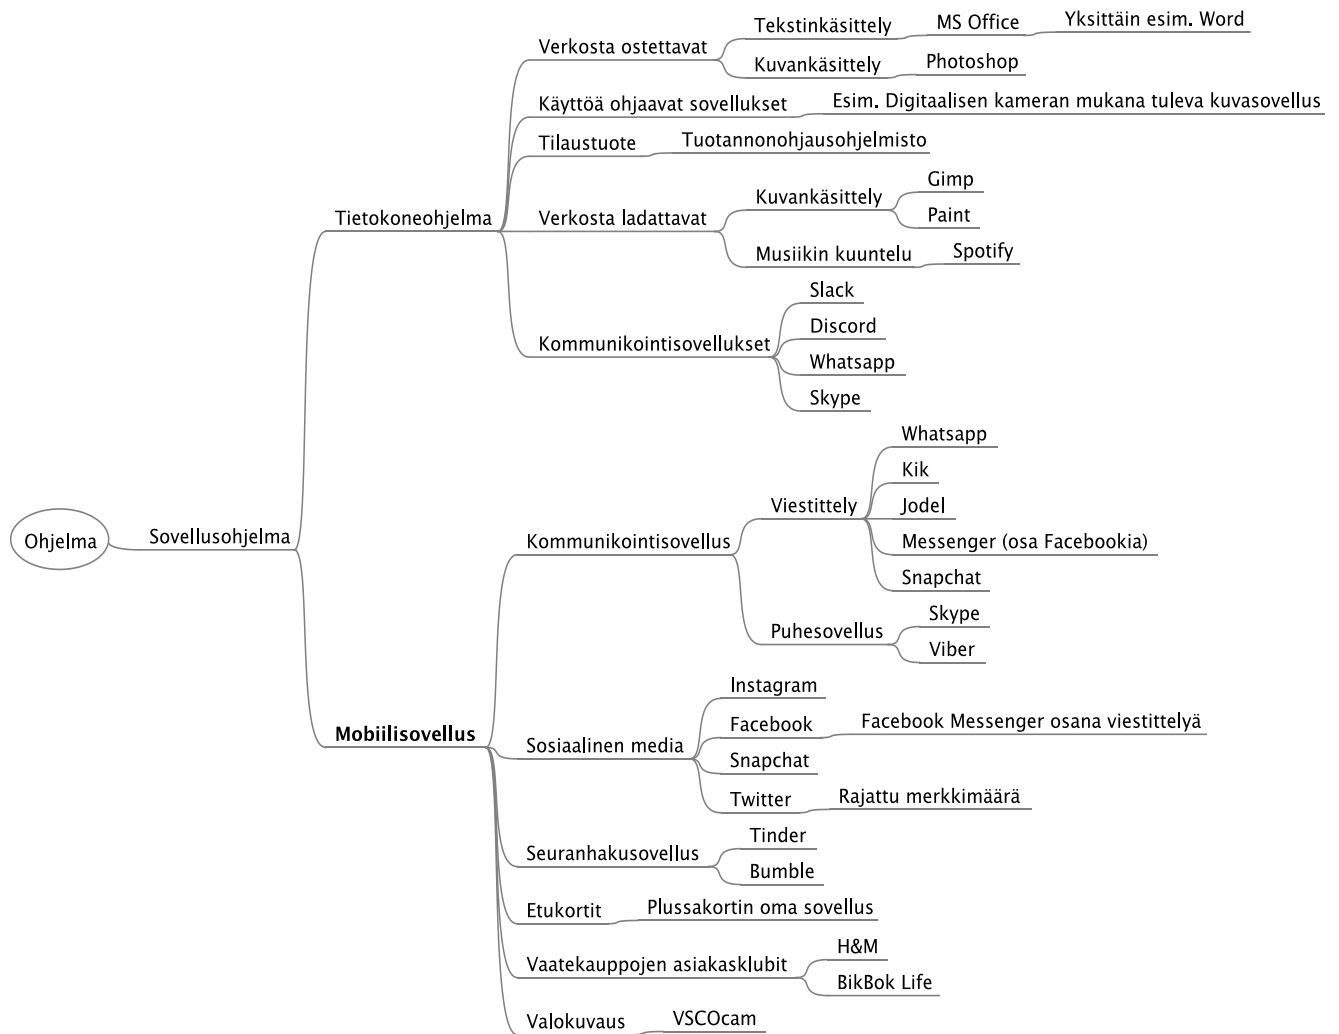 Ohjelma
Sovellusohjelma
Tietokoneohjelma
Verkosta ostettavat
Tekstinkäsittely
MS Office
Yksittäin esim. Word
Kuvankäsittely
Photoshop
Käyttöä ohjaavat sovellukset
Esim. Digitaalisen kameran mukana tuleva kuvasovellus
Tilaustuote
Tuotannonohjausohjelmisto
Verkosta ladattavat
Kuvankäsittely
Gimp
Paint
Musiikin kuuntelu
Spotify
Kommunikointisovellukset
Slack
Discord
Whatsapp
Skype
Mobiilisovellus
Kommunikointisovellus
Viestittely
Whatsapp
Kik
Jodel
Messenger (osa Facebookia)
Snapchat
Puhesovellus
Skype
Viber
Sosiaalinen media
Instagram
Facebook
Facebook Messenger osana viestittelyä
Snapchat
Twitter
Rajattu merkkimäärä
Seuranhakusovellus
Tinder
Bumble
Etukortit
Plussakortin oma sovellus
Vaatekauppojen asiakasklubit
H&M
BikBok Life
Valokuvaus
VSCOcam